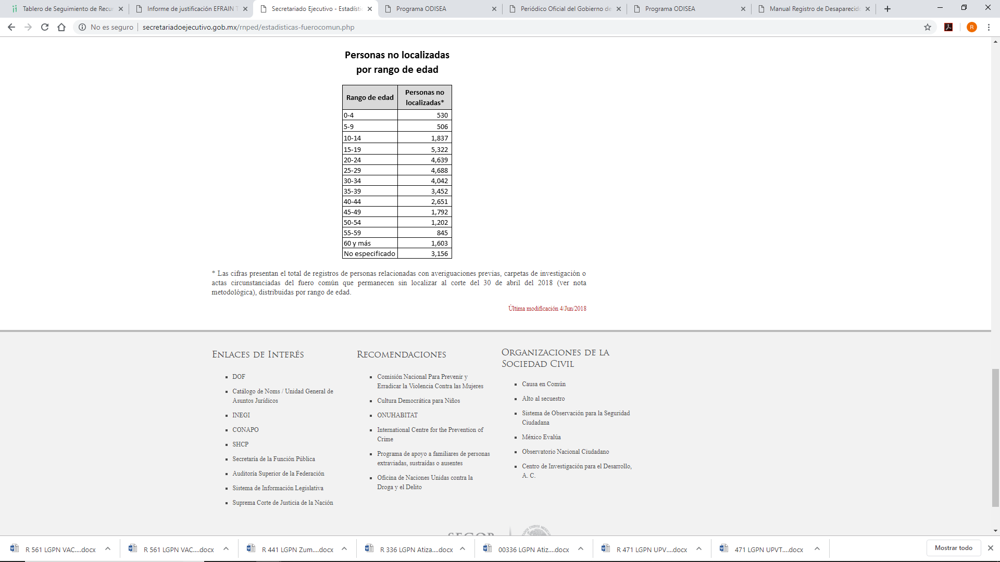 Tablero de Seguimiento de Recur
Informe de justificación EFRAIN T
Secretariado Ejecutivo - Estadísti
Programa ODISEA
Periódico Oficial del Gobierno de
Programa ODISEA
Manual Registro de Desaparecid
No es seguro
secretariadoejecutivo.gob.mx/rnped/estadisticas-fuerocomun.php
R
Personas no localizadas
por rango de edad
Rango de edad Personas no localizadas*
0-4 530
5-9 506
10-14 1,837
15-19 5,322
20-24 4,639
25-29 4,688
30-34 4,042
35-39 3,452
40-44 2,651
45-49 1,792
50-54 1,202
55-59 845
60 y más 1,603
No especificado 3,156
* Las cifras presentan el total de registros de personas relacionadas con averiguaciones previas, carpetas de investigación o
actas circunstanciadas del fuero común que permanecen sin localizar al corte del 30 de abril del 2018 (ver nota
metodológica), distribuidas por rango de edad.
Última modificación 4/Jun/2018
Enlaces de Interés
DOF
Catálogo de Noms / Unidad General de
Asuntos Jurídicos
INEGI
CONAPO
SHCP
Secretaría de la Función Pública
Auditoría Superior de la Federación
Sistema de Información Legislativa
Suprema Corte de Justicia de la Nación
Recomendaciones
Comisión Nacional Para Prevenir y
Erradicar la Violencia Contra las Mujeres
Cultura Democrática para Niños
ONUHABITAT
International Centre for the Prevention of
Crime
Programa de apoyo a familiares de personas
extraviadas, sustraídas o ausentes
Oficina de Naciones Unidas contra la
Droga y el Delito
Organizaciones de la
Sociedad Civil
Causa en Común
Alto al secuestro
Sistema de Observación para la Seguridad
Ciudadana
México Evalúa
Observatorio Nacional Ciudadano
Centro de Investigación para el Desarrollo,
A. C.
SEGOB
R 561 LGPN VAC....docx
R 561 LGPN VAC....docx
R 441 LGPN Zum....docx
R 336 LGPN Atiza....docx
00336 LGPN Atiz....docx
R 471 LGPN UPV....docx
471 LGPN UPVT....docx
Mostrar todo